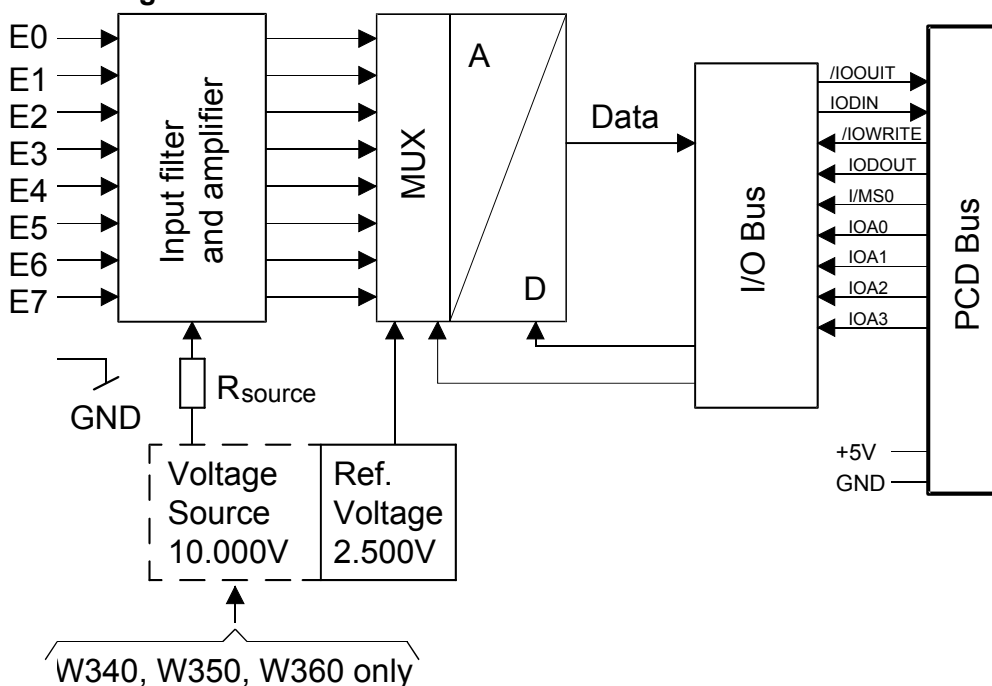 E0
E1
E2
E3
E4
E5
E6
E7
GND
Input filter
and amplifier
Rsource
Voltage
Source
10.000V
Ref.
Voltage
2.500V
W340, W350, W360 only
MUX
A
D
Data
I/O Bus
/IOOUIT
IODIN
/IOWRITE
IODOUT
I/MS0
IOA0
IOA1
IOA2
IOA3
+5V
GND
PCD Bus